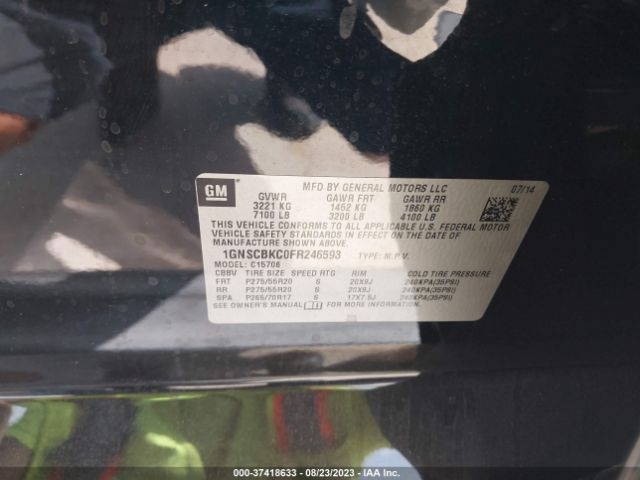 GM
MFD BY GENERAL MOTORS LLC 07/14
GVWR GAWR FRT GAWR RR
3221 KG 1452 KG 1860 KG
7100 LB 3200 LB 4100 LB
THIS VEHICLE CONFORMS TO ALL APPLICABLE U.S. FEDERAL MOTOR
VEHICLE SAFETY STANDARDS IN EFFECT ON THE DATE OF
MANUFACTURE SHOWN ABOVE.
1GNSCBKC0FR246593 TYPE: M.P.V.
MODEL: C15706
CBBV TIRE SIZE SPEED RTG RIM COLD TIRE PRESSURE
FRT P275/55R20 S 20X9J 240KPA(35PSI)
RR P275/55R20 S 20X9J 240KPA(35PSI)
SPA P265/70R17 S 17X7.5J 240KPA(35PSI)
SEE OWNER'S MANUAL FOR MORE INFORMATION.
000-37418633 / 08/23/2023 - IAA Inc.